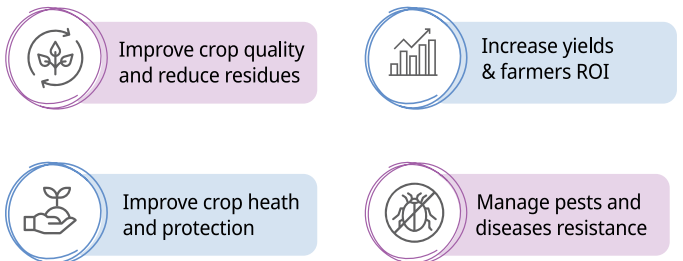 Improve crop quality
and reduce residues
Increase yields
& farmers ROI
Improve crop heath
and protection
Manage pests and
diseases resistance